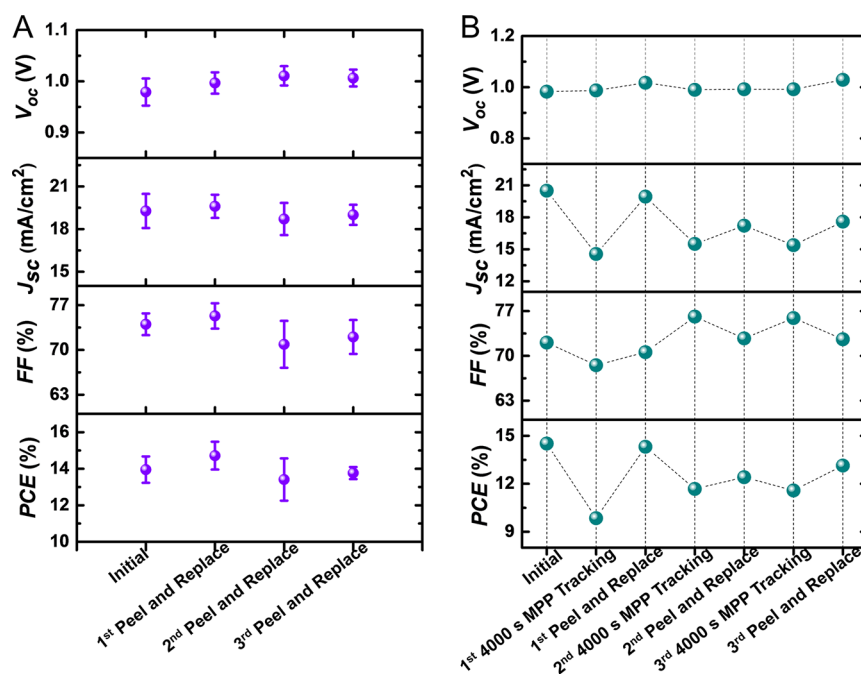 A
1.1
1.0
0.9
Voc (V)
21
18
15
JSC (mA/cm²)
77
70
63
FF (%)
16
14
12
10
PCE (%)
Initial
1st Peel and Replace
2nd Peel and Replace
3rd Peel and Replace
B
1.2
1.0
0.8
Voc (V)
21
18
15
12
Jsc (mA/cm²)
77
70
63
FF (%)
15
12
9
PCE (%)
Initial
1st 4000 s MPP Tracking
1st Peel and Replace
2nd 4000 s MPP Tracking
2nd Peel and Replace
3rd 4000 s MPP Tracking
3rd Peel and Replace